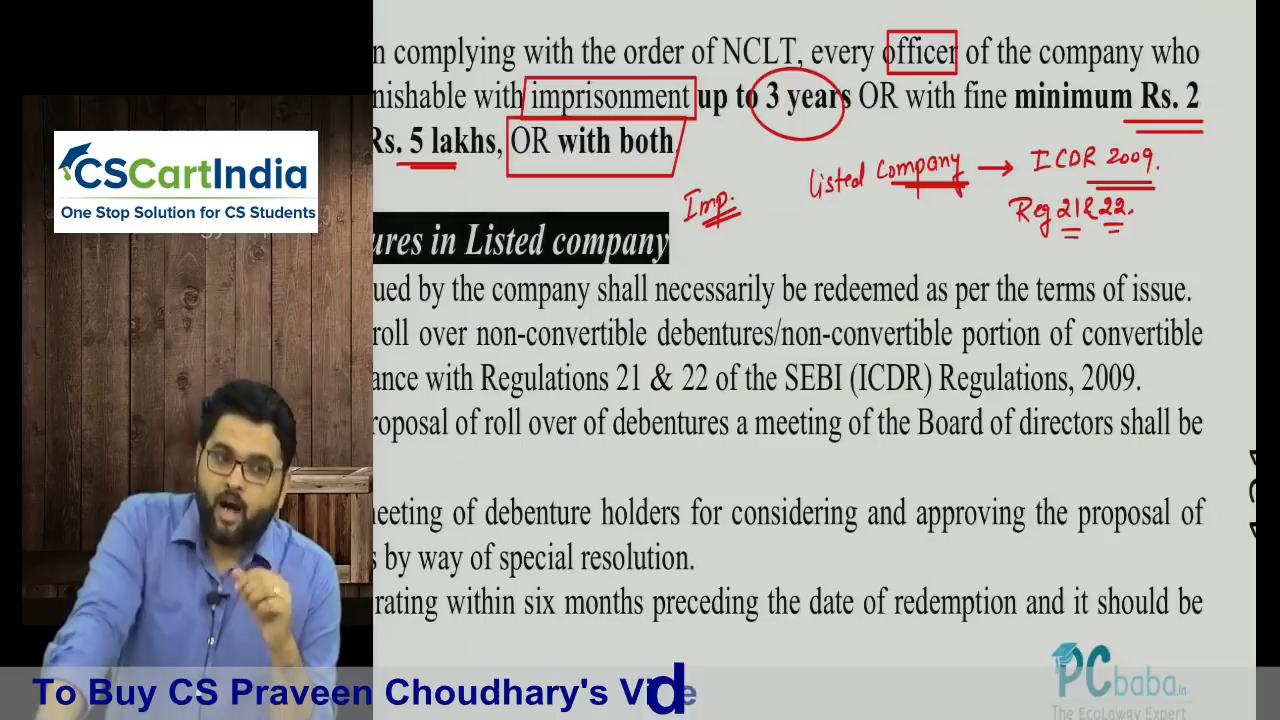 n complying with the order of NCLT, every officer of the company who
nishable with imprisonment up to 3 years OR with fine minimum Rs. 2
Rs. 5 lakhs, OR with both
CSCartIndia
One Stop Solution for CS Students
Listed company → ICDR 2009.
Imp.
Reg 21 & 22.
ures in Listed company
ued by the company shall necessarily be redeemed as per the terms of issue.
roll over non-convertible debentures/non-convertible portion of convertible
ance with Regulations 21 & 22 of the SEBI (ICDR) Regulations, 2009.
roposal of roll over of debentures a meeting of the Board of directors shall be
neeting of debenture holders for considering and approving the proposal of
s by way of special resolution.
rating within six months preceding the date of redemption and it should be
PCbaba.in
The EcoLawgy Expert
To Buy CS Praveen Choudhary's Vide